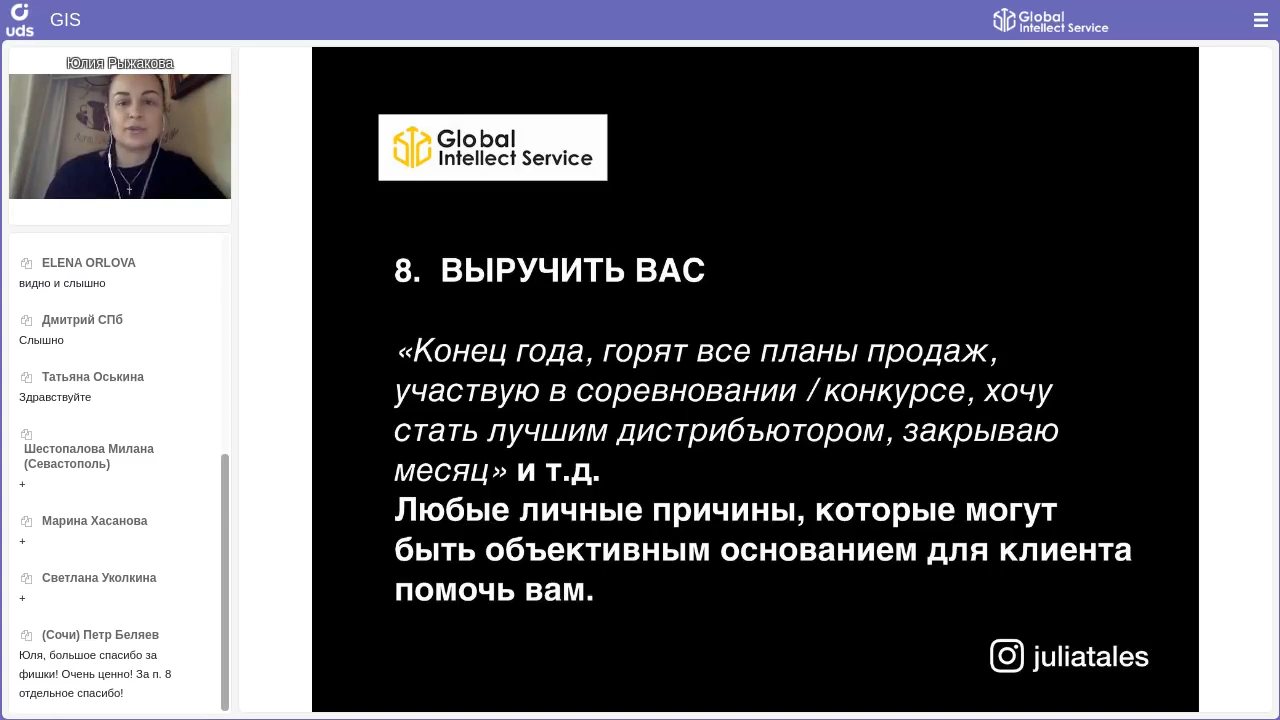 uds
GIS
Global
Intellect Service
Юлия Рыжакова
ELENA ORLOVA
видно и слышно
Дмитрий СПб
Слышно
Татьяна Оськина
Здравствуйте
Шестопалова Милана
(Севастополь)
+
Марина Хасанова
+
Светлана Уколкина
+
(Сочи) Петр Беляев
Юля, большое спасибо за
фишки! Очень ценно! За п. 8
отдельное спасибо!
Global
Intellect Service
8. ВЫРУЧИТЬ ВАС
«Конец года, горят все планы продаж,
участвую в соревновании / конкурсе, хочу
стать лучшим дистрибъютором, закрываю
месяц» и т.д.
Любые личные причины, которые могут
быть объективным основанием для клиента
помочь вам.
juliatales